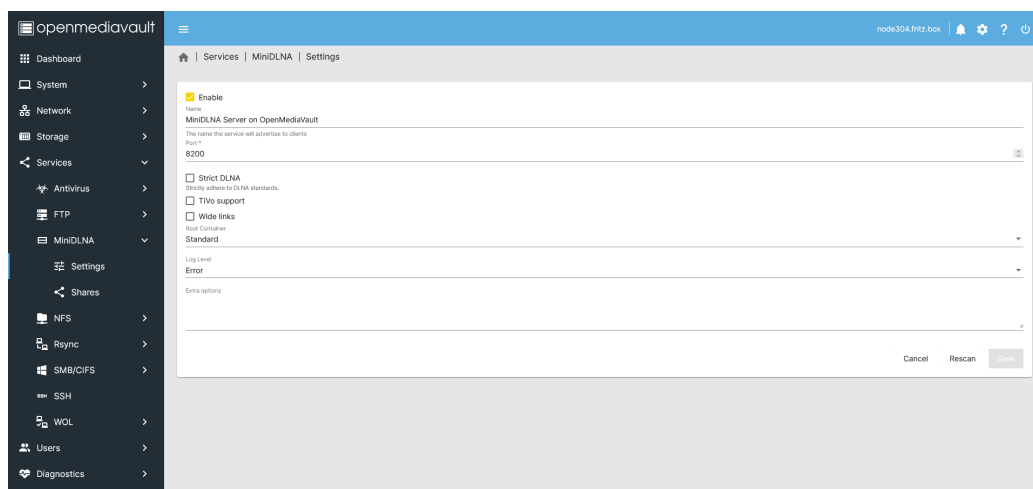 openmediavault
node304.fritz.box
Dashboard
System
Network
Storage
Services
Antivirus
FTP
MiniDLNA
Settings
Shares
NFS
Rsync
SMB/CIFS
SSH SSH
WOL
Users
Diagnostics
| Services | MiniDLNA | Settings
Enable
Name
MiniDLNA Server on OpenMediaVault
The name the service will advertise to clients
Port *
8200
Strict DLNA
Strictly adhere to DLNA standards.
TiVo support
Wide links
Root Container
Standard
Log Level
Error
Extra options
Cancel Rescan Save